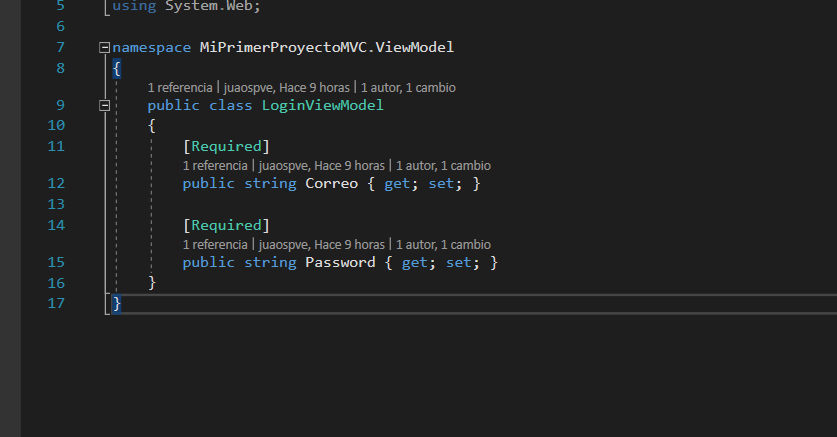 5 using System.Web;
6
7 namespace MiPrimerProyectoMVC.ViewModel
8 {
1 referencia | juaospve, Hace 9 horas | 1 autor, 1 cambio
9 public class LoginViewModel
10 {
11 [Required]
1 referencia | juaospve, Hace 9 horas | 1 autor, 1 cambio
12 public string Correo { get; set; }
13
14 [Required]
1 referencia | juaospve, Hace 9 horas | 1 autor, 1 cambio
15 public string Password { get; set; }
16 }
17 }